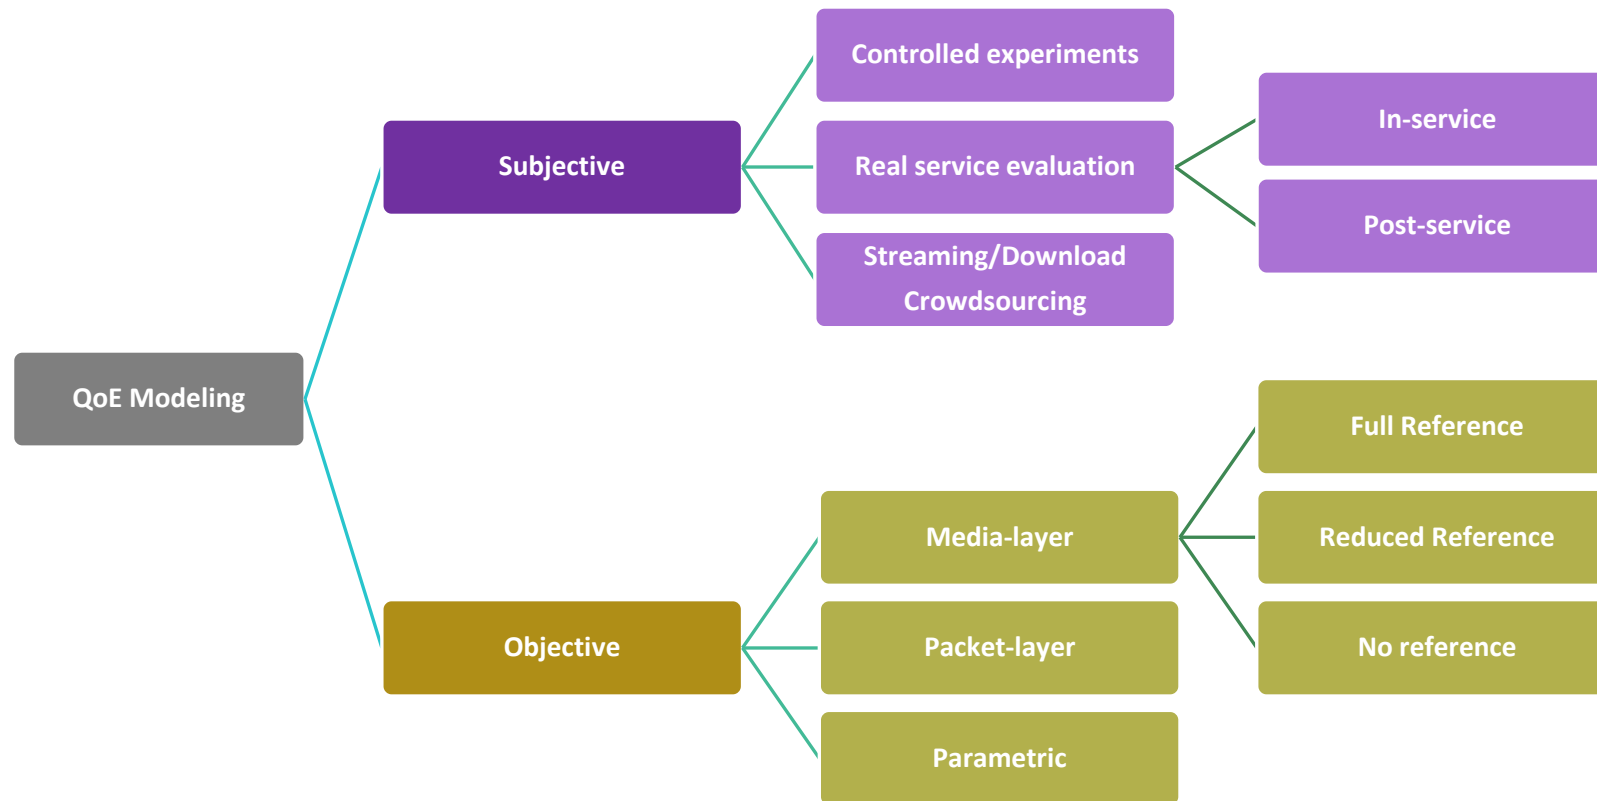 Controlled experiments
In-service
Subjective
Real service evaluation
Post-service
Streaming/Download
Crowdsourcing
QoE Modeling
Full Reference
Media-layer
Reduced Reference
Objective
Packet-layer
No reference
Parametric